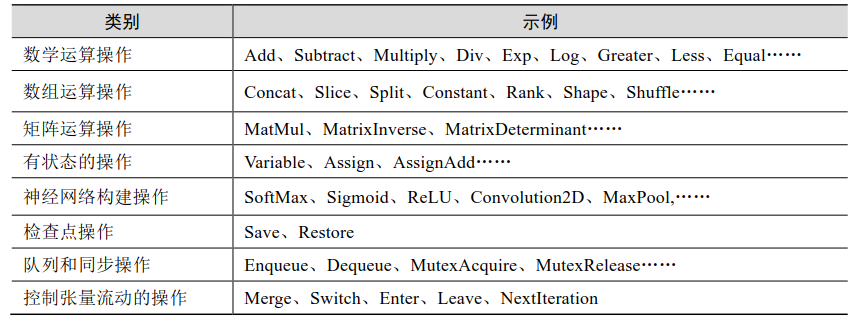 类别 示例
数学运算操作 Add、Subtract、Multiply、Div、Exp、Log、Greater、Less、Equal……
数组运算操作 Concat、Slice、Split、Constant、Rank、Shape、Shuffle……
矩阵运算操作 MatMul、MatrixInverse、MatrixDeterminant……
有状态的操作 Variable、Assign、AssignAdd……
神经网络构建操作 SoftMax、Sigmoid、ReLU、Convolution2D、MaxPool,……
检查点操作 Save、Restore
队列和同步操作 Enqueue、Dequeue、MutexAcquire、MutexRelease……
控制张量流动的操作 Merge、Switch、Enter、Leave、NextIteration